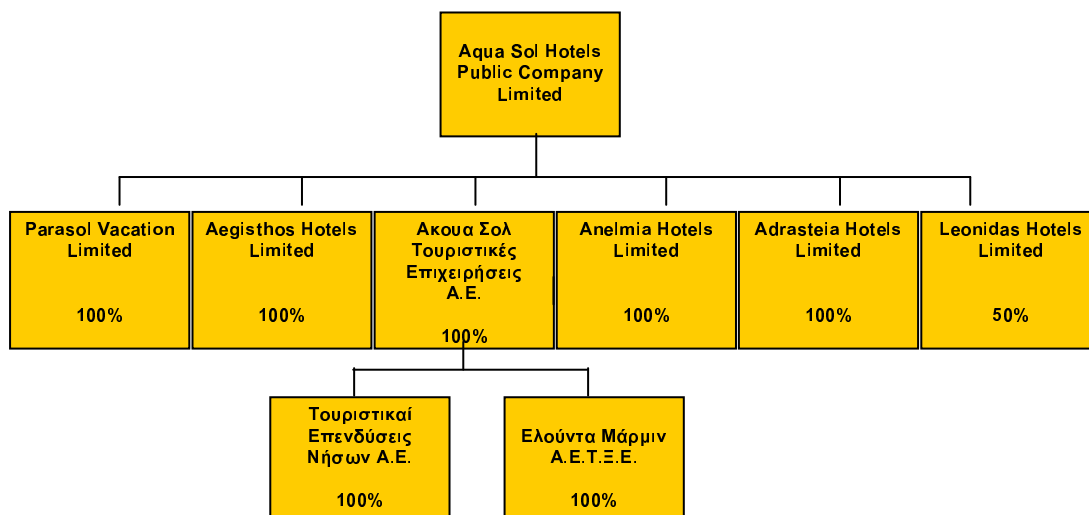 Aqua Sol Hotels
Public Company
Limited
Parasol Vacation
Limited
100%
Aegisthos Hotels
Limited
100%
Ακουα Σολ
Τουριστικές
Επιχειρήσεις
Α.Ε.
100%
Anelmia Hotels
Limited
100%
Adrasteia Hotels
Limited
100%
Leonidas Hotels
Limited
50%
Τουριστικαί
Επενδύσεις
Νήσων Α.Ε.
100%
Ελούντα Μάρμιν
Α.Ε.Τ.Ξ.Ε.
100%